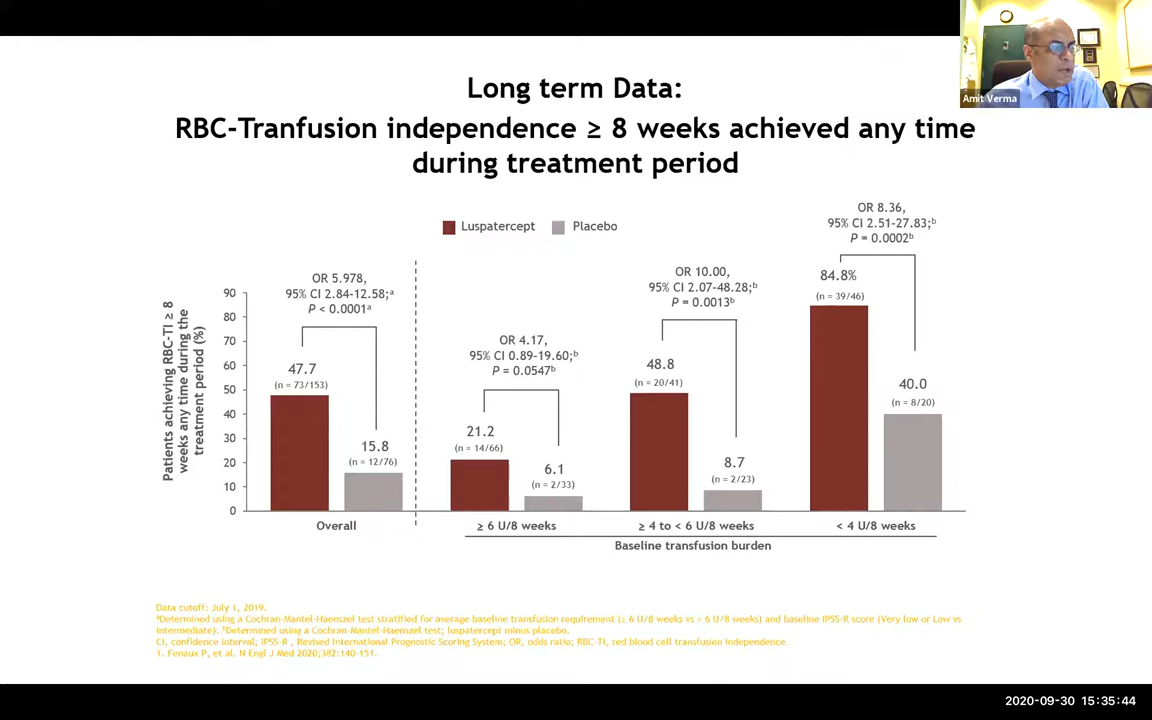 Amit Verma
Long term Data:
RBC-Tranfusion independence ≥ 8 weeks achieved any time
during treatment period
Luspatercept
Placebo
Patients achieving RBC-TI ≥ 8
weeks any time during the
treatment period (%)
90
80
70
60
50
40
30
20
10
0
OR 5.978,
95% CI 2.84-12.58;ᵃ
P < 0.0001ᵃ
47.7
(n = 73/153)
15.8
(n = 12/76)
Overall
OR 4.17,
95% CI 0.89-19.60;ᵇ
P = 0.0547ᵇ
21.2
(n = 14/66)
6.1
(n = 2/33)
≥ 6 U/8 weeks
OR 10.00,
95% CI 2.07-48.28;ᵇ
P = 0.0013ᵇ
48.8
(n = 20/41)
8.7
(n = 2/23)
≥ 4 to < 6 U/8 weeks
OR 8.36,
95% CI 2.51-27.83;ᵇ
P = 0.0002ᵇ
84.8%
(n = 39/46)
40.0
(n = 8/20)
< 4 U/8 weeks
Baseline transfusion burden
Data cutoff: July 1, 2019.
ᵃDetermined using a Cochran-Mantel-Haenszel test stratified for average baseline transfusion requirement (≥ 6 U/8 weeks vs < 6 U/8 weeks) and baseline IPSS-R score (Very low or Low vs
Intermediate). Determined using a Cochran-Mantel-Haenszel test; luspatercept minus placebo.
CI, confidence interval; IPSS-R , Revised International Prognostic Scoring System; OR, odds ratio; RBC-TI, red blood cell transfusion independence.
1. Fenaux P, et al. N Engl J Med 2020;382:140-151.
2020-09-30 15:35:44